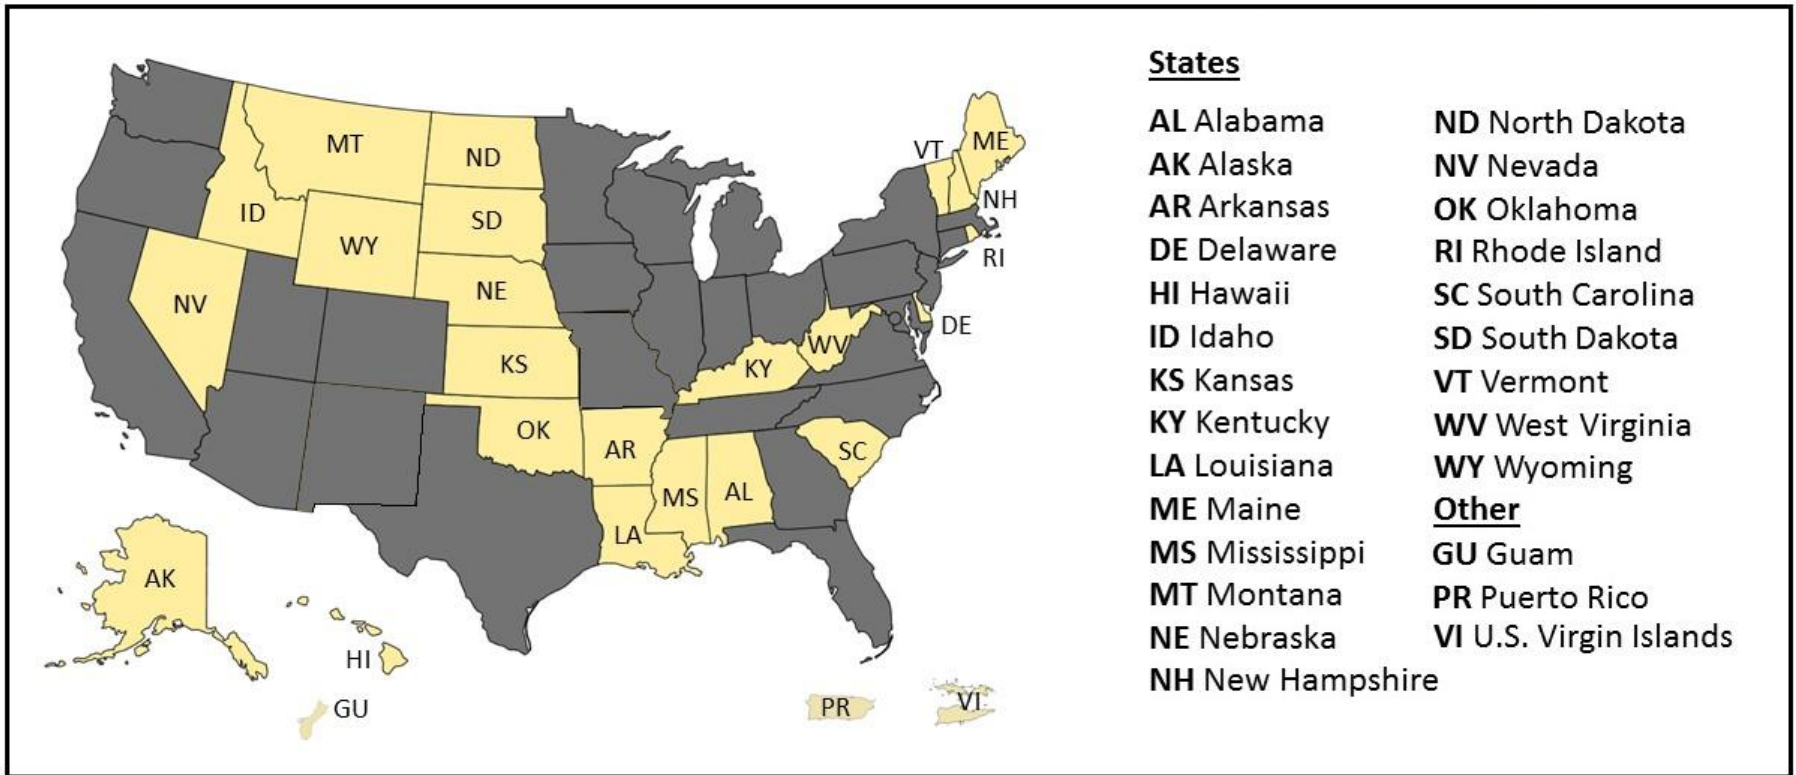 MT
ND
ID
WY
SD
NV
NE
KS
OK
AR
KY
WV
VT
ME
NH
RI
DE
SC
MS
AL
LA
AK
HI
GU
PR
VI
States
AL Alabama
AK Alaska
AR Arkansas
DE Delaware
HI Hawaii
ID Idaho
KS Kansas
KY Kentucky
LA Louisiana
ME Maine
MS Mississippi
MT Montana
NE Nebraska
NH New Hampshire
ND North Dakota
NV Nevada
OK Oklahoma
RI Rhode Island
SC South Carolina
SD South Dakota
VT Vermont
WV West Virginia
WY Wyoming
Other
GU Guam
PR Puerto Rico
VI U.S. Virgin Islands